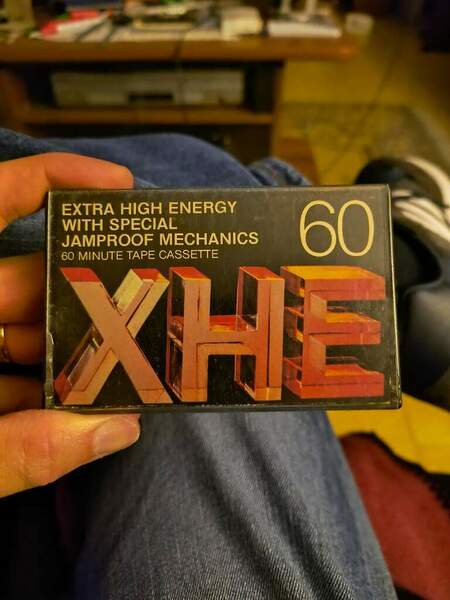 EXTRA HIGH ENERGY
WITH SPECIAL
JAMPROOF MECHANICS
60 MINUTE TAPE CASSETTE
60
XHE